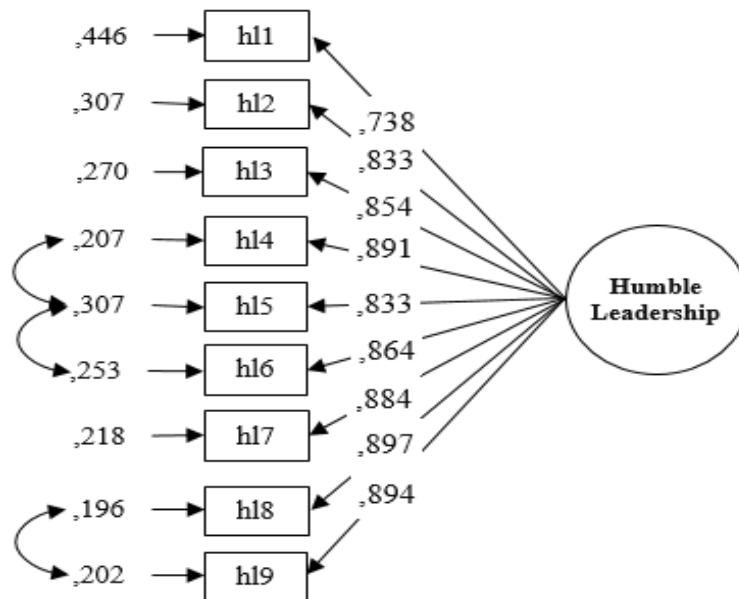 ,446
hl1
,307
hl2
,738
,833
,270
hl3
,854
,207
hl4
,891
Humble
Leadership
,307
hl5
,833
,253
hl6
,864
,884
,218
hl7
,897
,196
hl8
,894
,202
hl9